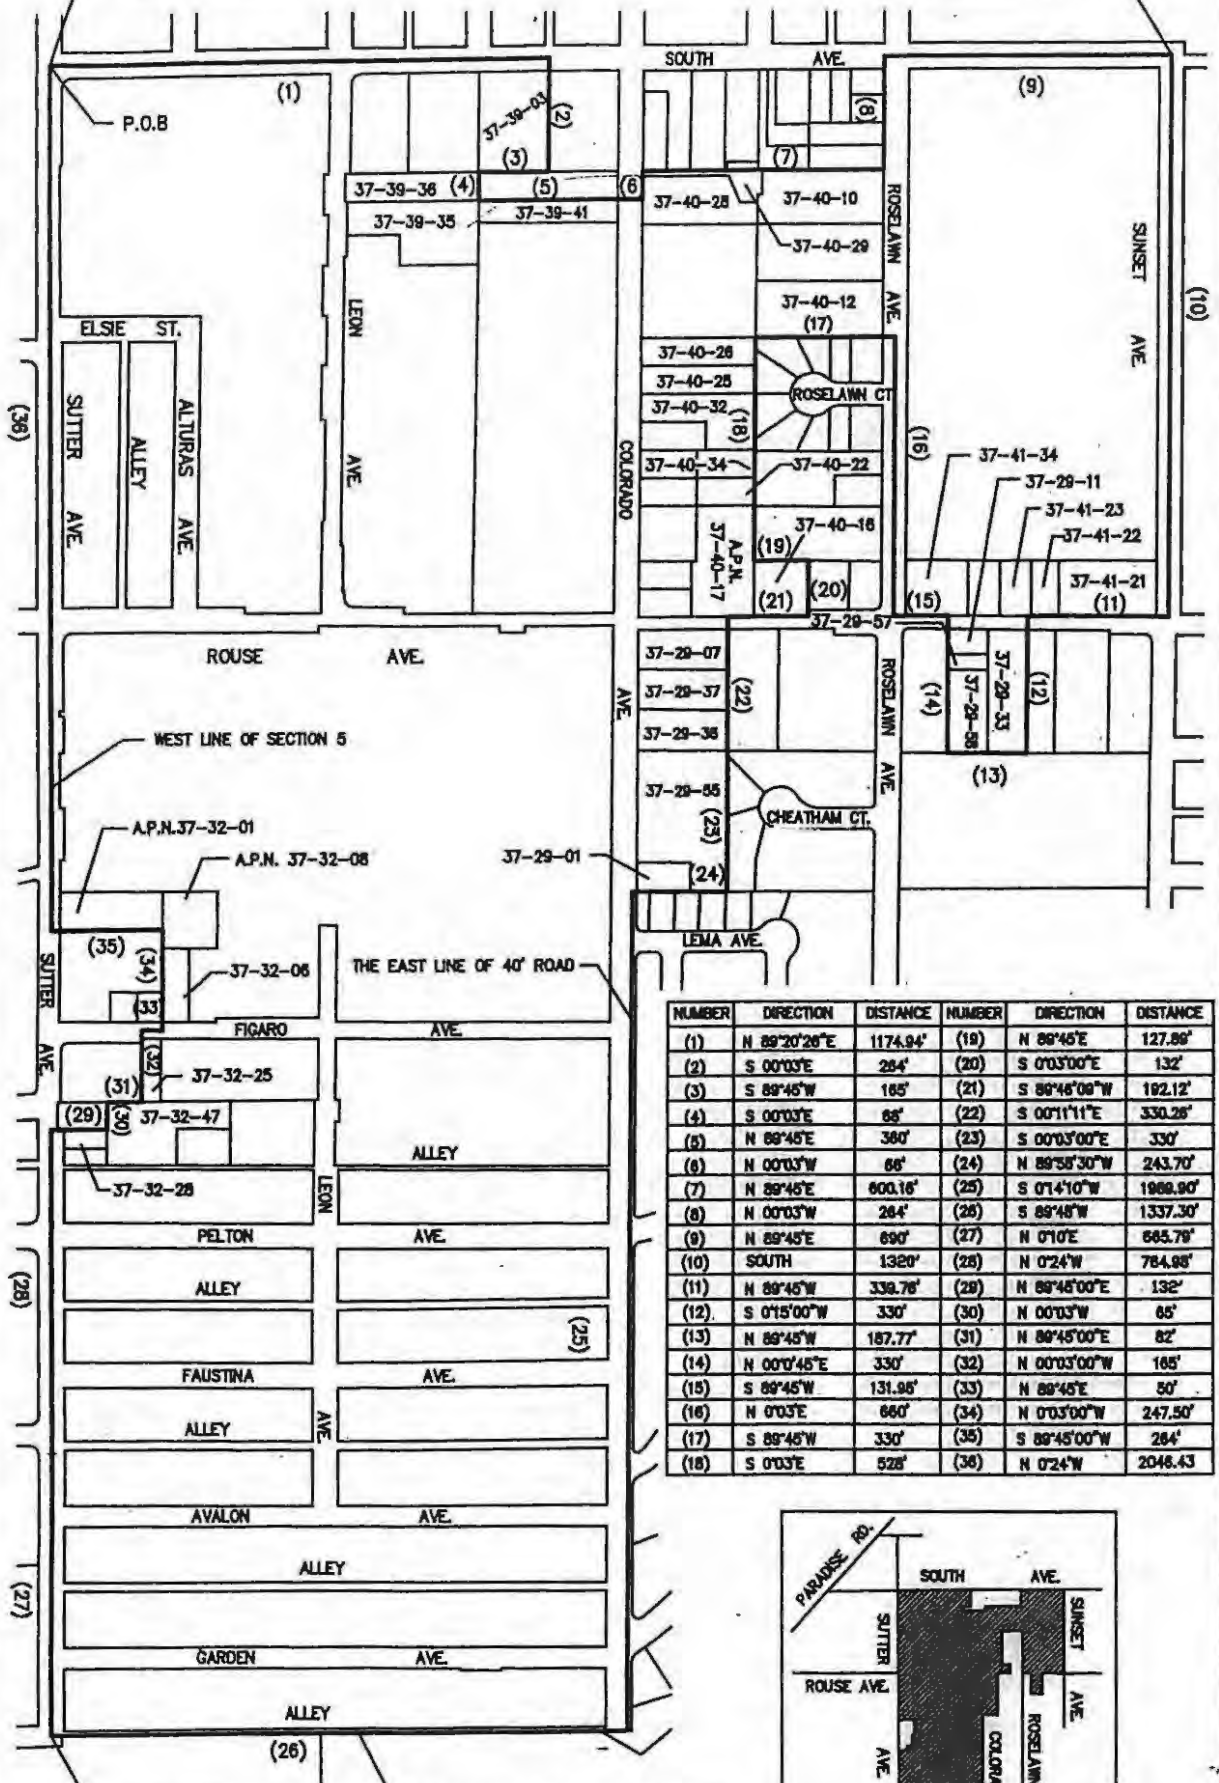 SOUTH AVE.
(1)
(9)
P.O.B
37-39-03
(2)
(8)
(3)
(7)
37-39-36
(4)
(5)
(6)
37-40-28
37-40-10
37-39-35
37-39-41
37-40-29
ROSELAWN AVE.
SUNSET AVE.
(10)
37-40-12
(17)
ELSIE ST.
LEON AVE.
37-40-26
37-40-25
ROSELAWN CT
37-40-32
(18)
(36)
SUTTER AVE.
ALLEY
ALTURAS AVE.
COLORADO AVE.
(16)
37-41-34
37-40-34
37-40-22
37-29-11
37-41-23
37-40-16
37-41-22
A.P.N.
37-40-17
(19)
37-41-21
(21)
(20)
(15)
(11)
37-29-57
ROUSE AVE.
37-29-07
37-29-37
(22)
ROSELAWN AVE.
(14)
37-29-58
37-29-33
(12)
37-29-36
WEST LINE OF SECTION 5
(13)
37-29-55
(23)
CHEATHAM CT.
A.P.N.37-32-01
A.P.N. 37-32-08
37-29-01
(24)
(35)
(34)
LEMA AVE.
SUTTER AVE.
37-32-06
THE EAST LINE OF 40' ROAD
(33)
FIGARO AVE.
(32)
(31)
37-32-25
(29)
(30)
37-32-47
ALLEY
37-32-28
LEON AVE.
PELTON AVE.
(28)
ALLEY
(25)
FAUSTINA AVE.
ALLEY
AVALON AVE.
ALLEY
(27)
GARDEN AVE.
ALLEY
(26)
NUMBER DIRECTION DISTANCE NUMBER DIRECTION DISTANCE
(1) N 89°20'26"E 1174.94' (19) N 89°45'E 127.89'
(2) S 00°03'E 264' (20) S 0°03'00"E 132'
(3) S 89°45'W 165' (21) S 89°46'09"W 192.12'
(4) S 00°03'E 66' (22) S 00°11'11"E 330.26'
(5) N 89°45'E 360' (23) S 00°03'00"E 330'
(6) N 00°03'W 66' (24) N 89°58'30"W 243.70'
(7) N 89°45'E 600.16' (25) S 0°14'10"W 1969.90'
(8) N 00°03'W 264' (26) S 89°48'W 1337.30'
(9) N 89°45'E 690' (27) N 0°10'E 665.79'
(10) SOUTH 1320' (28) N 0°24'W 764.98'
(11) N 89°45'W 339.76' (29) N 89°45'00"E 132'
(12) S 0°15'00"W 330' (30) N 00°03'W 65'
(13) N 89°45'W 187.77' (31) N 89°45'00"E 82'
(14) N 00°0'45"E 330' (32) N 00°03'00"W 165'
(15) S 89°45'W 131.95' (33) N 89°45'E 50'
(16) N 0°03'E 660' (34) N 0°03'00"W 247.50'
(17) S 89°45'W 330' (35) S 89°45'00"W 264'
(18) S 0°03'E 528' (36) N 0°24'W 2046.43
PARADISE RD.
SOUTH AVE.
SUTTER AVE.
SUNSET AVE.
ROUSE AVE.
COLORA
ROSELAWN